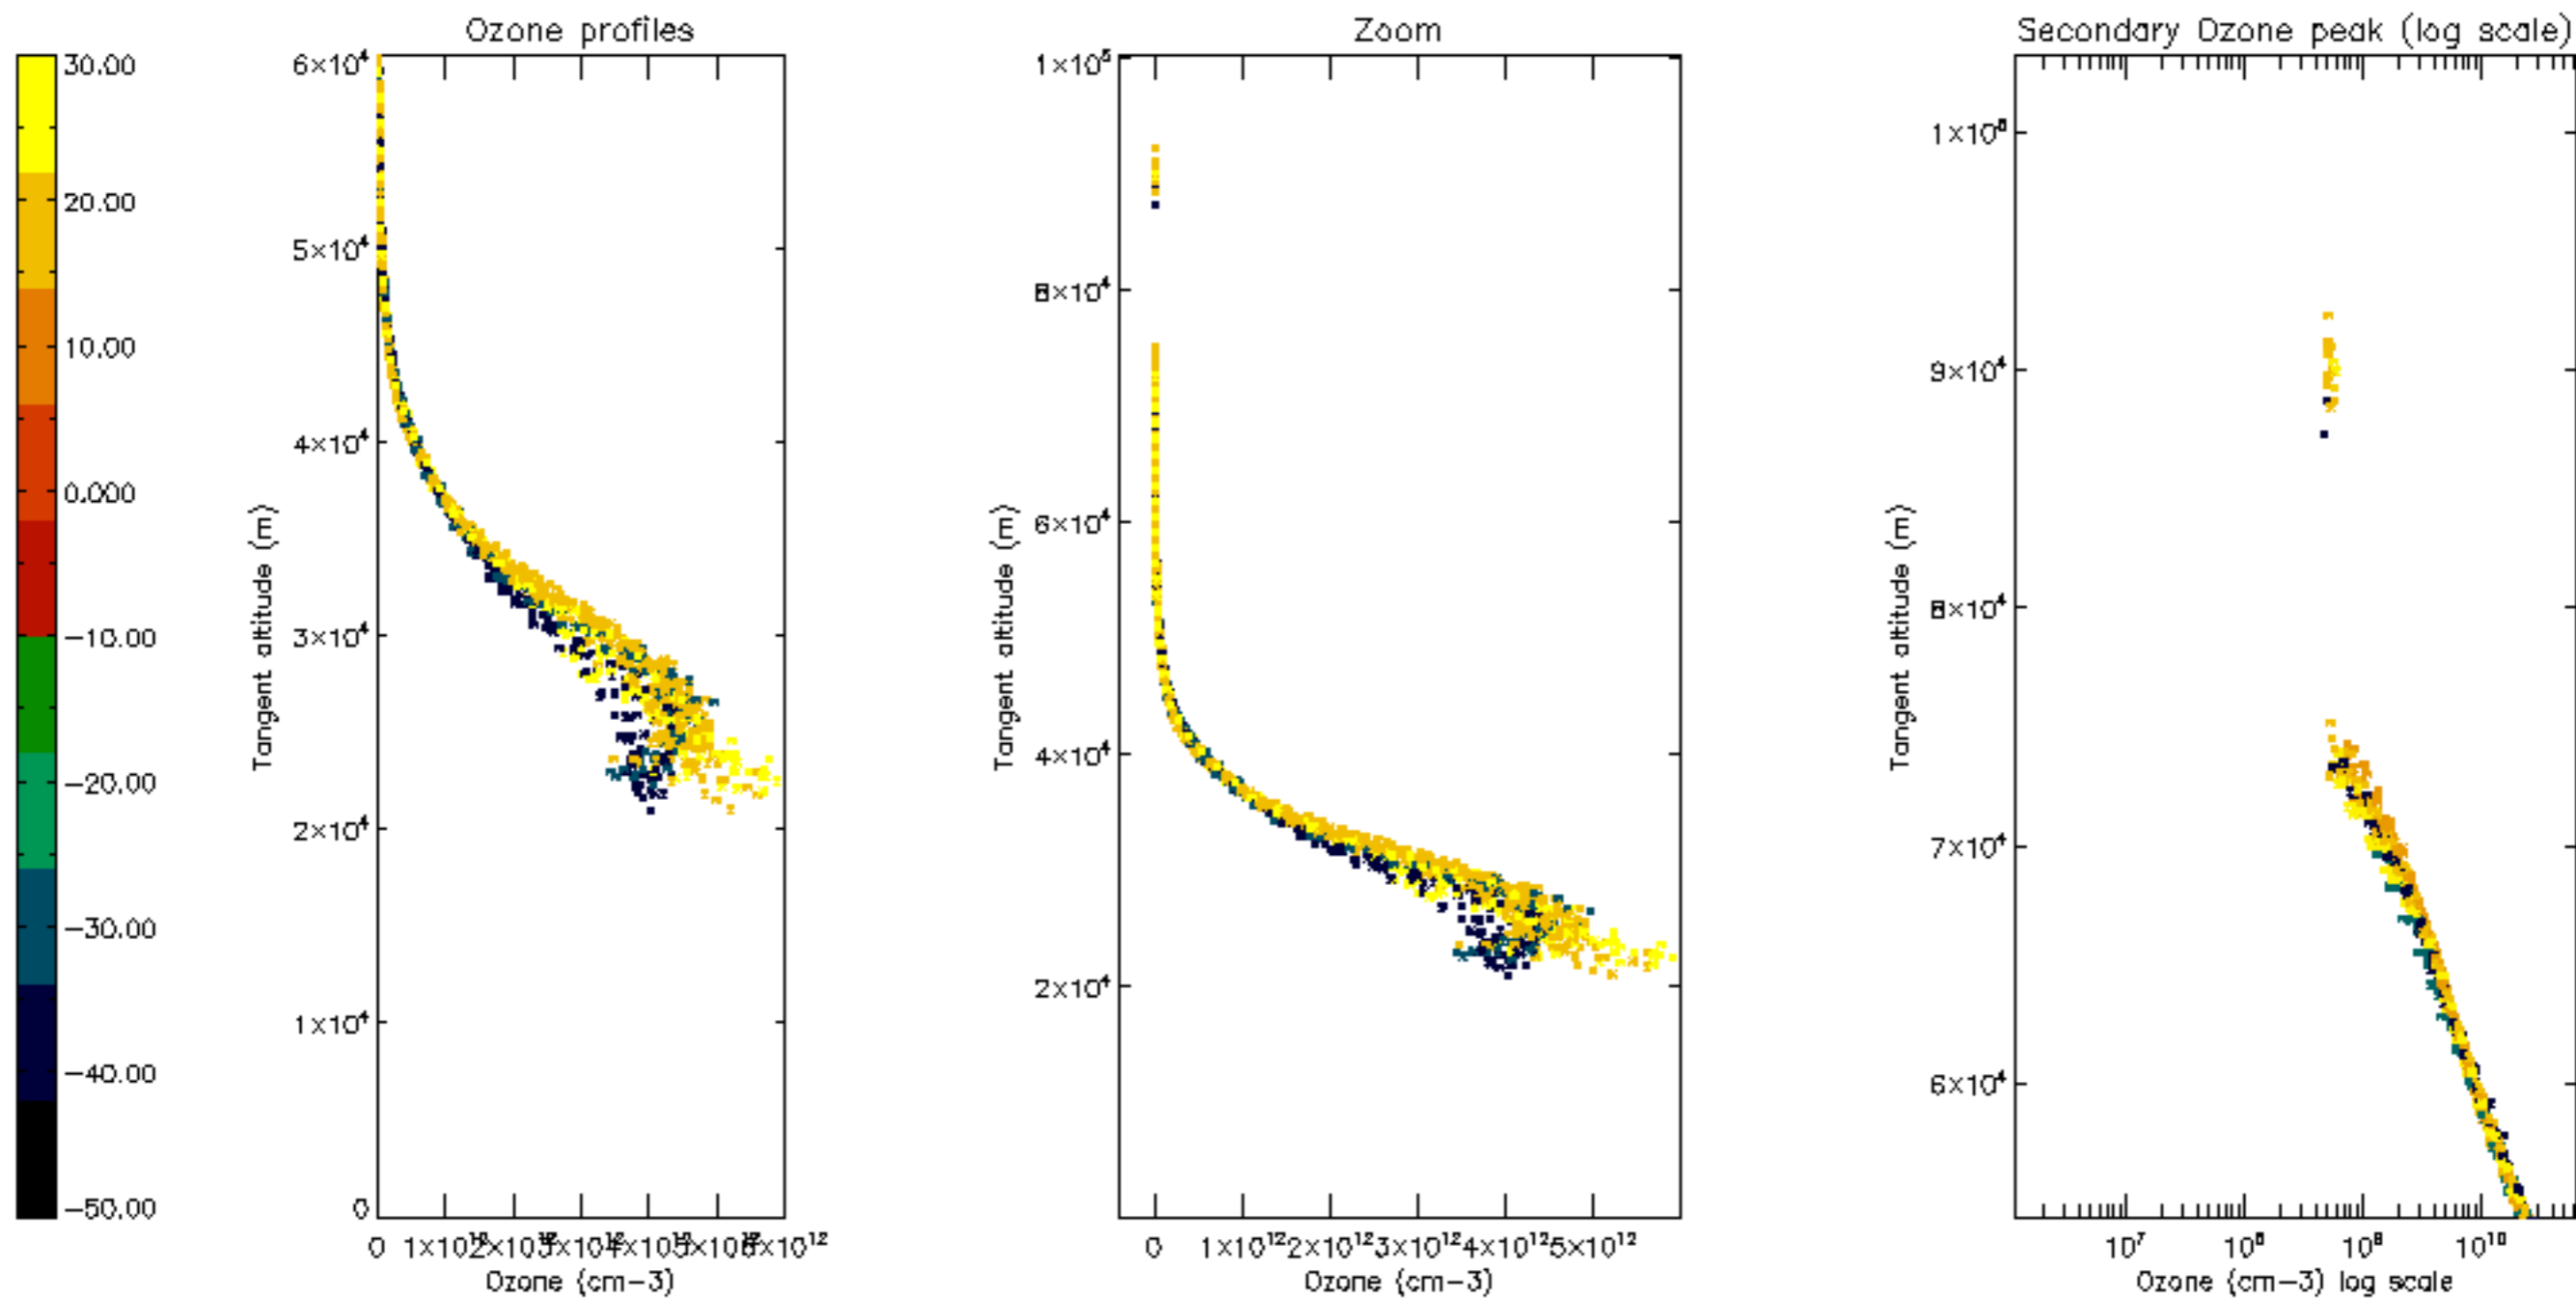 Ozone profiles
Zoom
Secondary Ozone peak (log scale)
30.00
20.00
10.00
0.000
−10.00
−20.00
−30.00
−40.00
−50.00
6×10⁴
5×10⁴
4×10⁴
3×10⁴
2×10⁴
1×10⁴
0
Tangent altitude (m)
0
Ozone (cm−3)
1×10⁵
8×10⁴
6×10⁴
4×10⁴
2×10⁴
Tangent altitude (m)
0 1×10¹² 2×10¹² 3×10¹² 4×10¹² 5×10¹²
Ozone (cm−3)
9×10⁴
8×10⁴
7×10⁴
6×10⁴
Tangent altitude (m)
10⁷ 10⁸ 10⁹ 10¹⁰
Ozone (cm−3) log scale